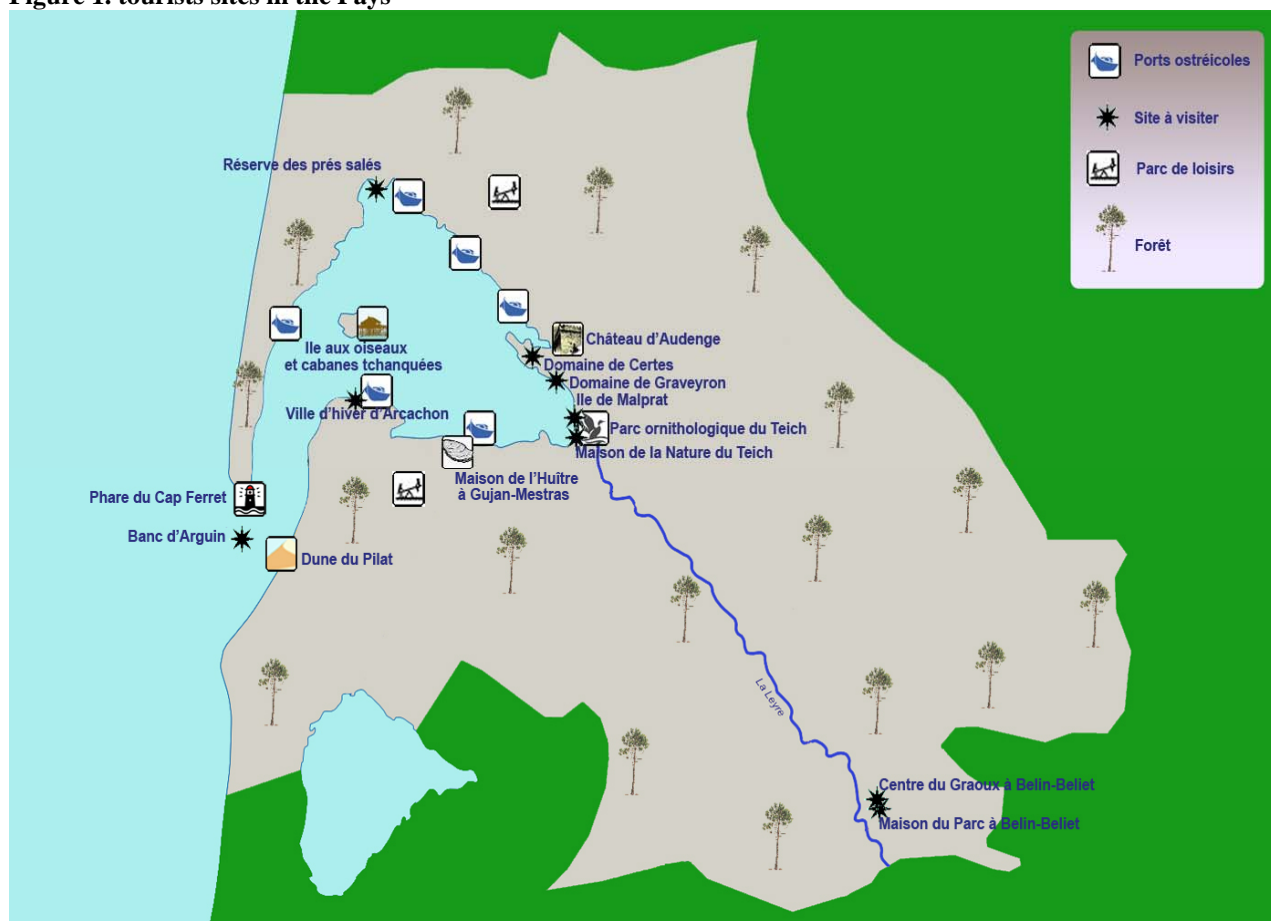 Figure 1. tourists sites in the Pays
Ports ostréicoles
Site à visiter
Parc de loisirs
Forêt
Réserve des prés salés
Ile aux oiseaux
et cabanes tchanquées
Château d'Audenge
Domaine de Certes
Domaine de Graveyron
Ile de Malprat
Ville d'hiver d'Arcachon
Parc ornithologique du Teich
Maison de la Nature du Teich
Maison de l'Huître
à Gujan-Mestras
Phare du Cap Ferret
Banc d'Arguin
Dune du Pilat
La Leyre
Centre du Graoux à Belin-Beliet
Maison du Parc à Belin-Beliet